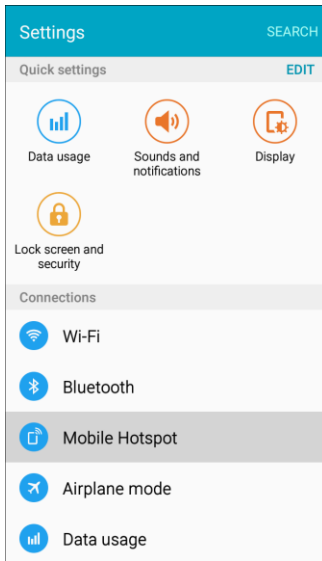 Settings
SEARCH
Quick settings
EDIT
Data usage
Sounds and
notifications
Display
Lock screen and
security
Connections
Wi-Fi
Bluetooth
Mobile Hotspot
Airplane mode
Data usage